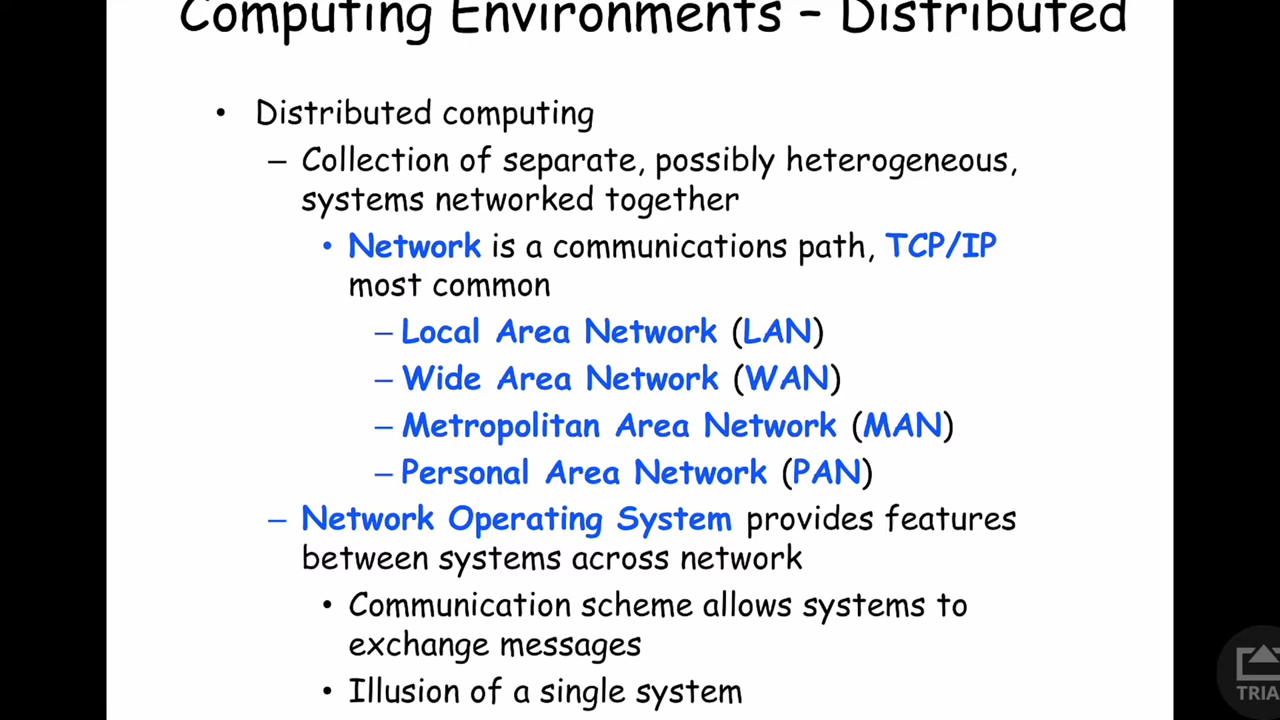 Computing Environments – Distributed
• Distributed computing
– Collection of separate, possibly heterogeneous,
systems networked together
• Network is a communications path, TCP/IP
most common
– Local Area Network (LAN)
– Wide Area Network (WAN)
– Metropolitan Area Network (MAN)
– Personal Area Network (PAN)
– Network Operating System provides features
between systems across network
• Communication scheme allows systems to
exchange messages
• Illusion of a single system
TRIA